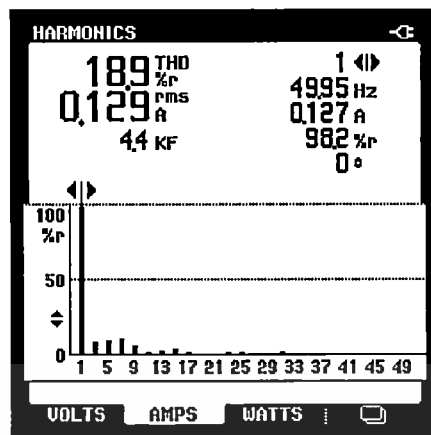 HARMONICS
18.9 THD %r
0.129 rms A
4.4 KF
1
49.95 Hz
0.127 A
98.2 %r
0 °
100
%r
50
0
1 5 9 13 17 21 25 29 33 37 41 45 49
VOLTS AMPS WATTS